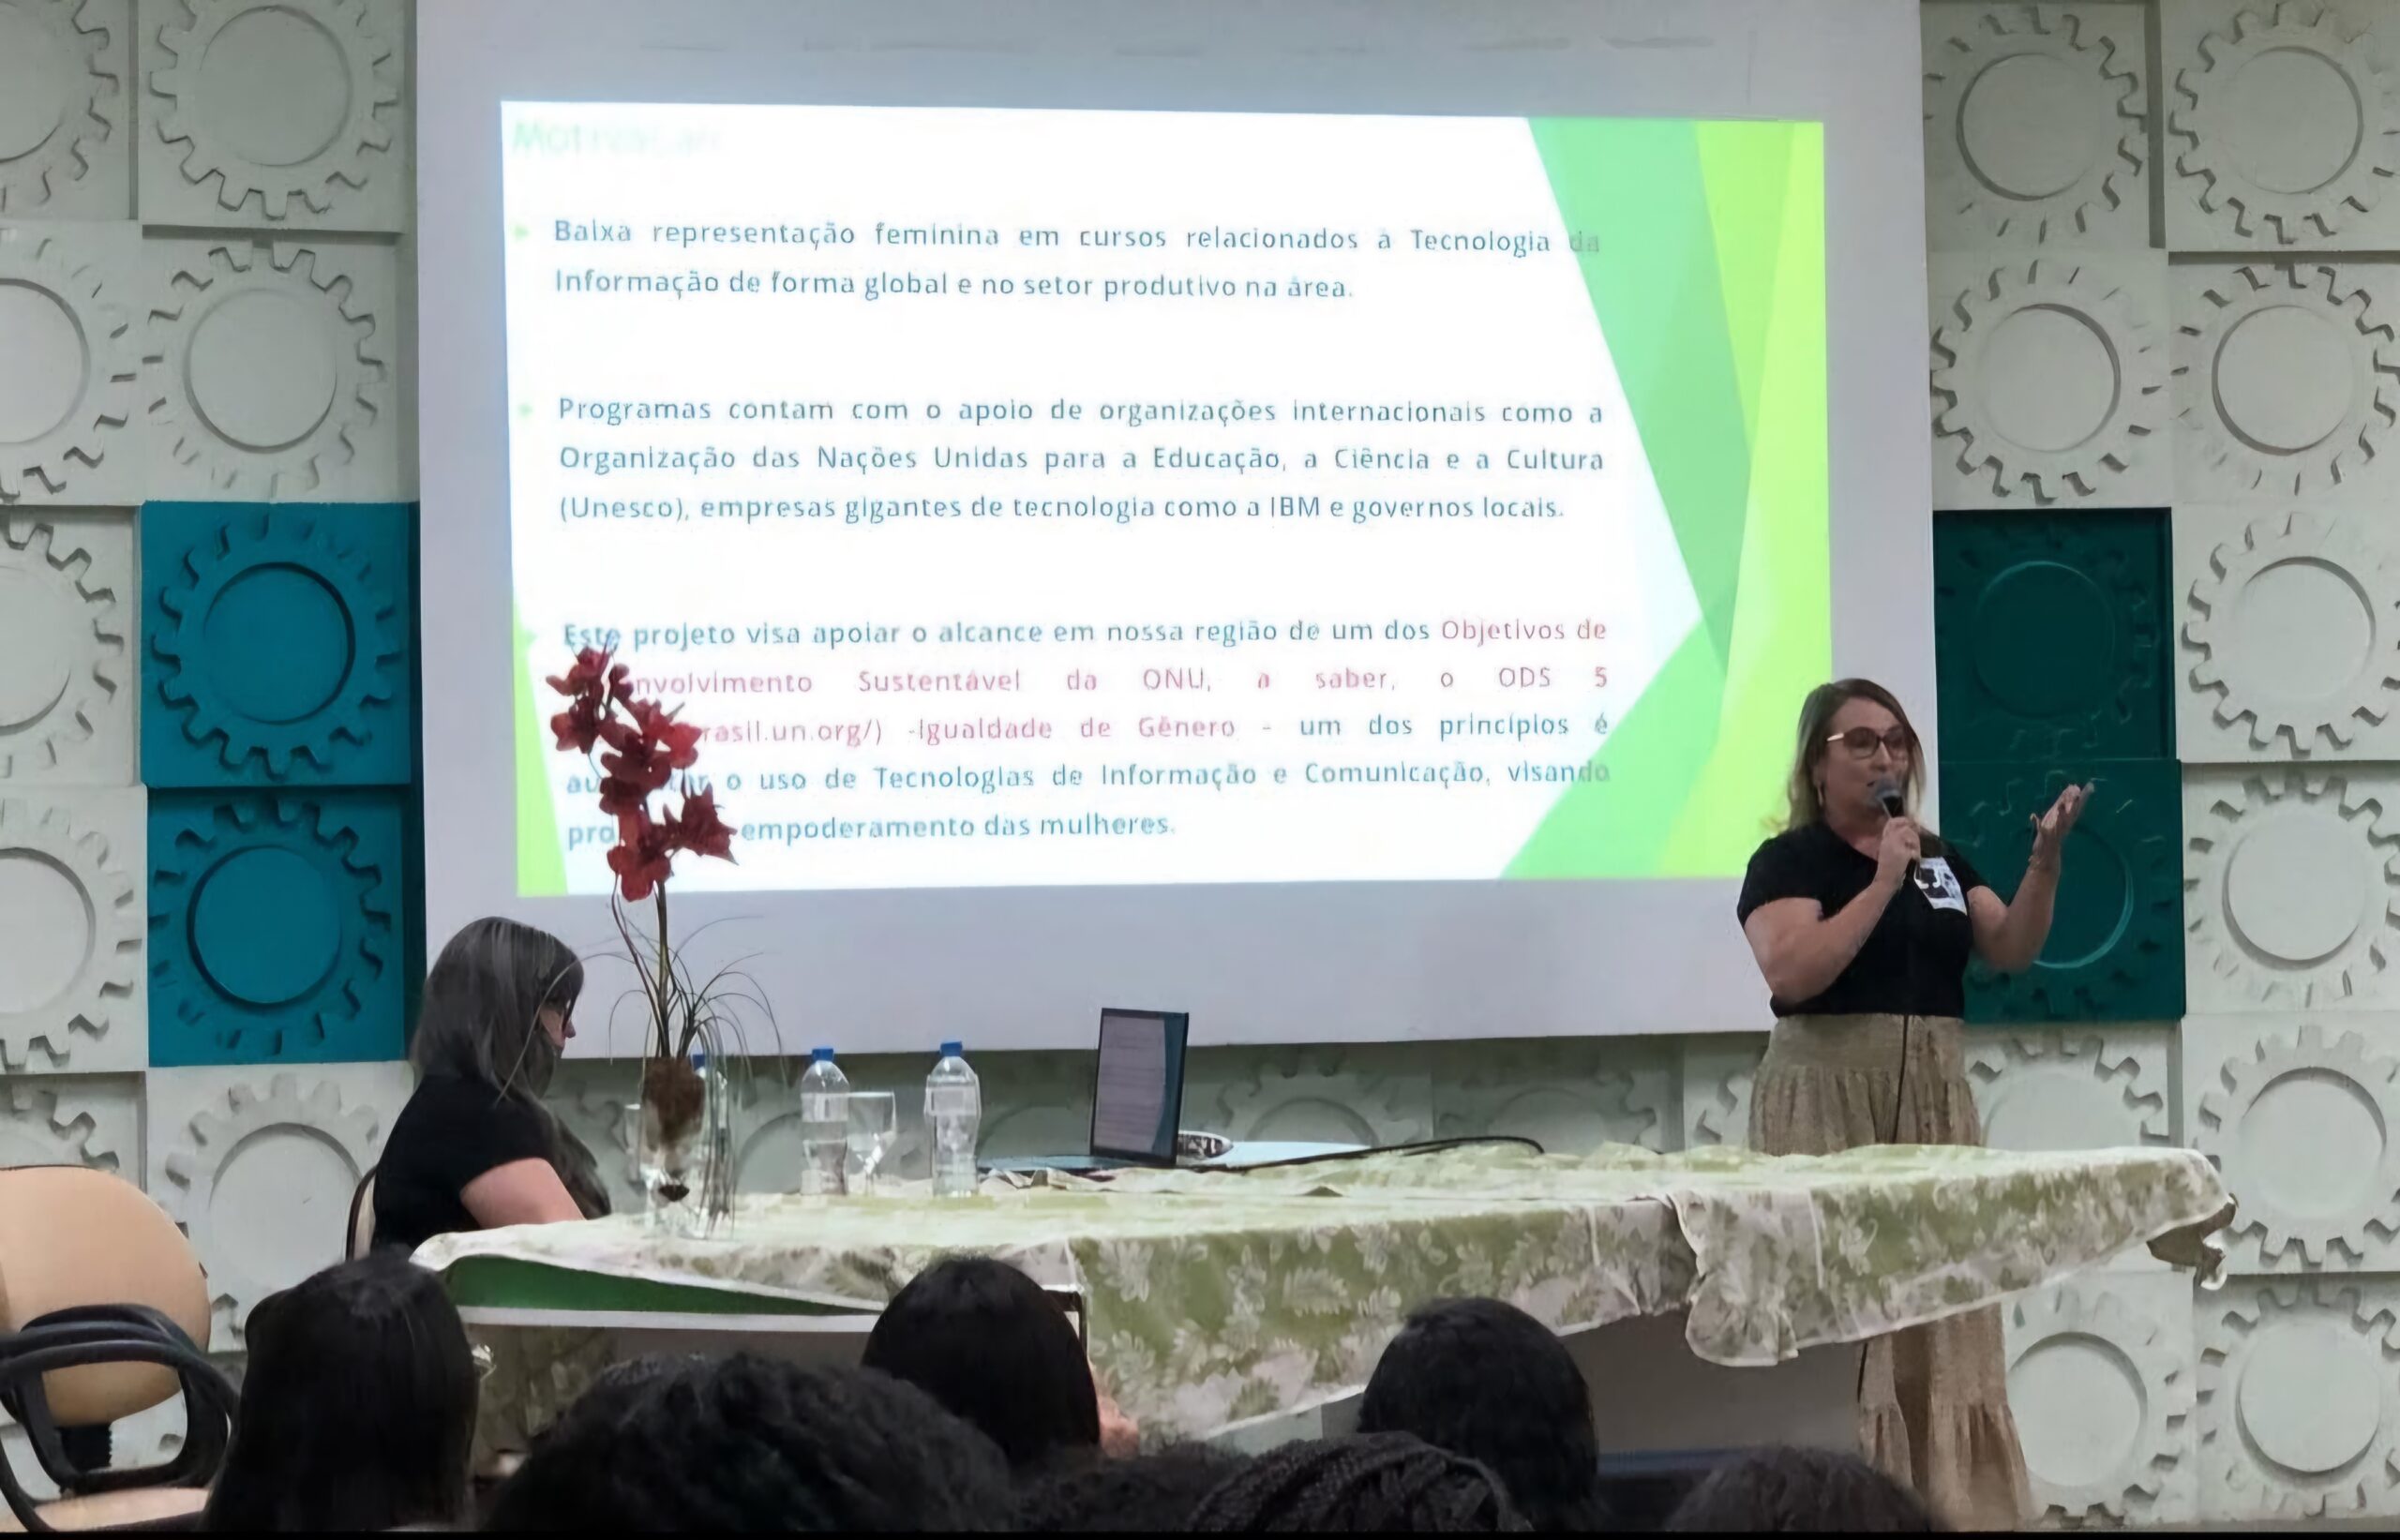 Motivação
Baixa representação feminina em cursos relacionados à Tecnologia da
Informação de forma global e no setor produtivo na área.
Programas contam com o apoio de organizações internacionais como a
Organização das Nações Unidas para a Educação, a Ciência e a Cultura
(Unesco), empresas gigantes de tecnologia como a IBM e governos locais.
Este projeto visa apoiar o alcance em nossa região de um dos Objetivos de
nvolvimento Sustentável da ONU, a saber, o ODS 5
rasil.un.org/) -Igualdade de Gênero - um dos princípios é
o uso de Tecnologias de Informação e Comunicação, visando
empoderamento das mulheres.